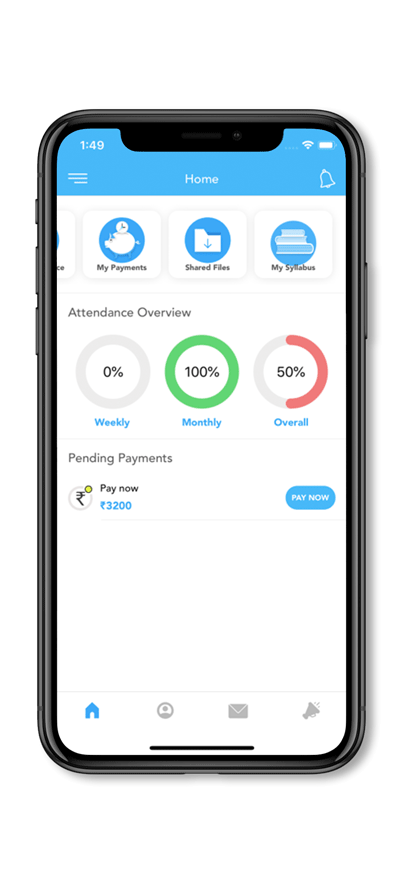 1:49
Home
ce
My Payments
Shared Files
My Syllabus
Attendance Overview
0%
100%
50%
Weekly
Monthly
Overall
Pending Payments
Pay now
₹
₹3200
PAY NOW